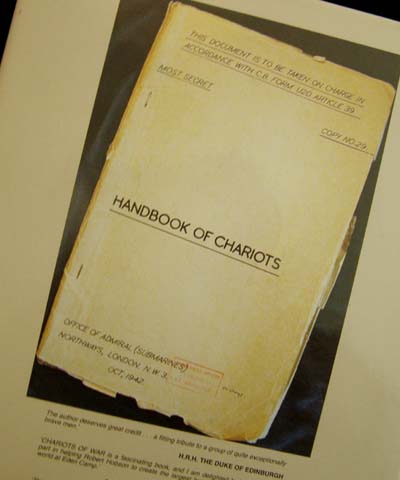 THIS DOCUMENT IS TO BE TAKEN ON CHARGE IN
ACCORDANCE WITH C.B. FORM U2D ARTICLE 39
MOST SECRET
COPY NO. 29
HANDBOOK OF CHARIOTS
OFFICE OF ADMIRAL (SUBMARINES)
NORTHWAYS, LONDON N.W.3.
OCT, 1942
The author deserves great credit . . . a fitting tribute to a group of quite exceptionally
brave men.'
H.R.H. THE DUKE OF EDINBURGH
'CHARIOTS OF WAR is a fascinating book, and I am delighted
part in helping Robert Hobson to create the largest
world at Eden Camp.'